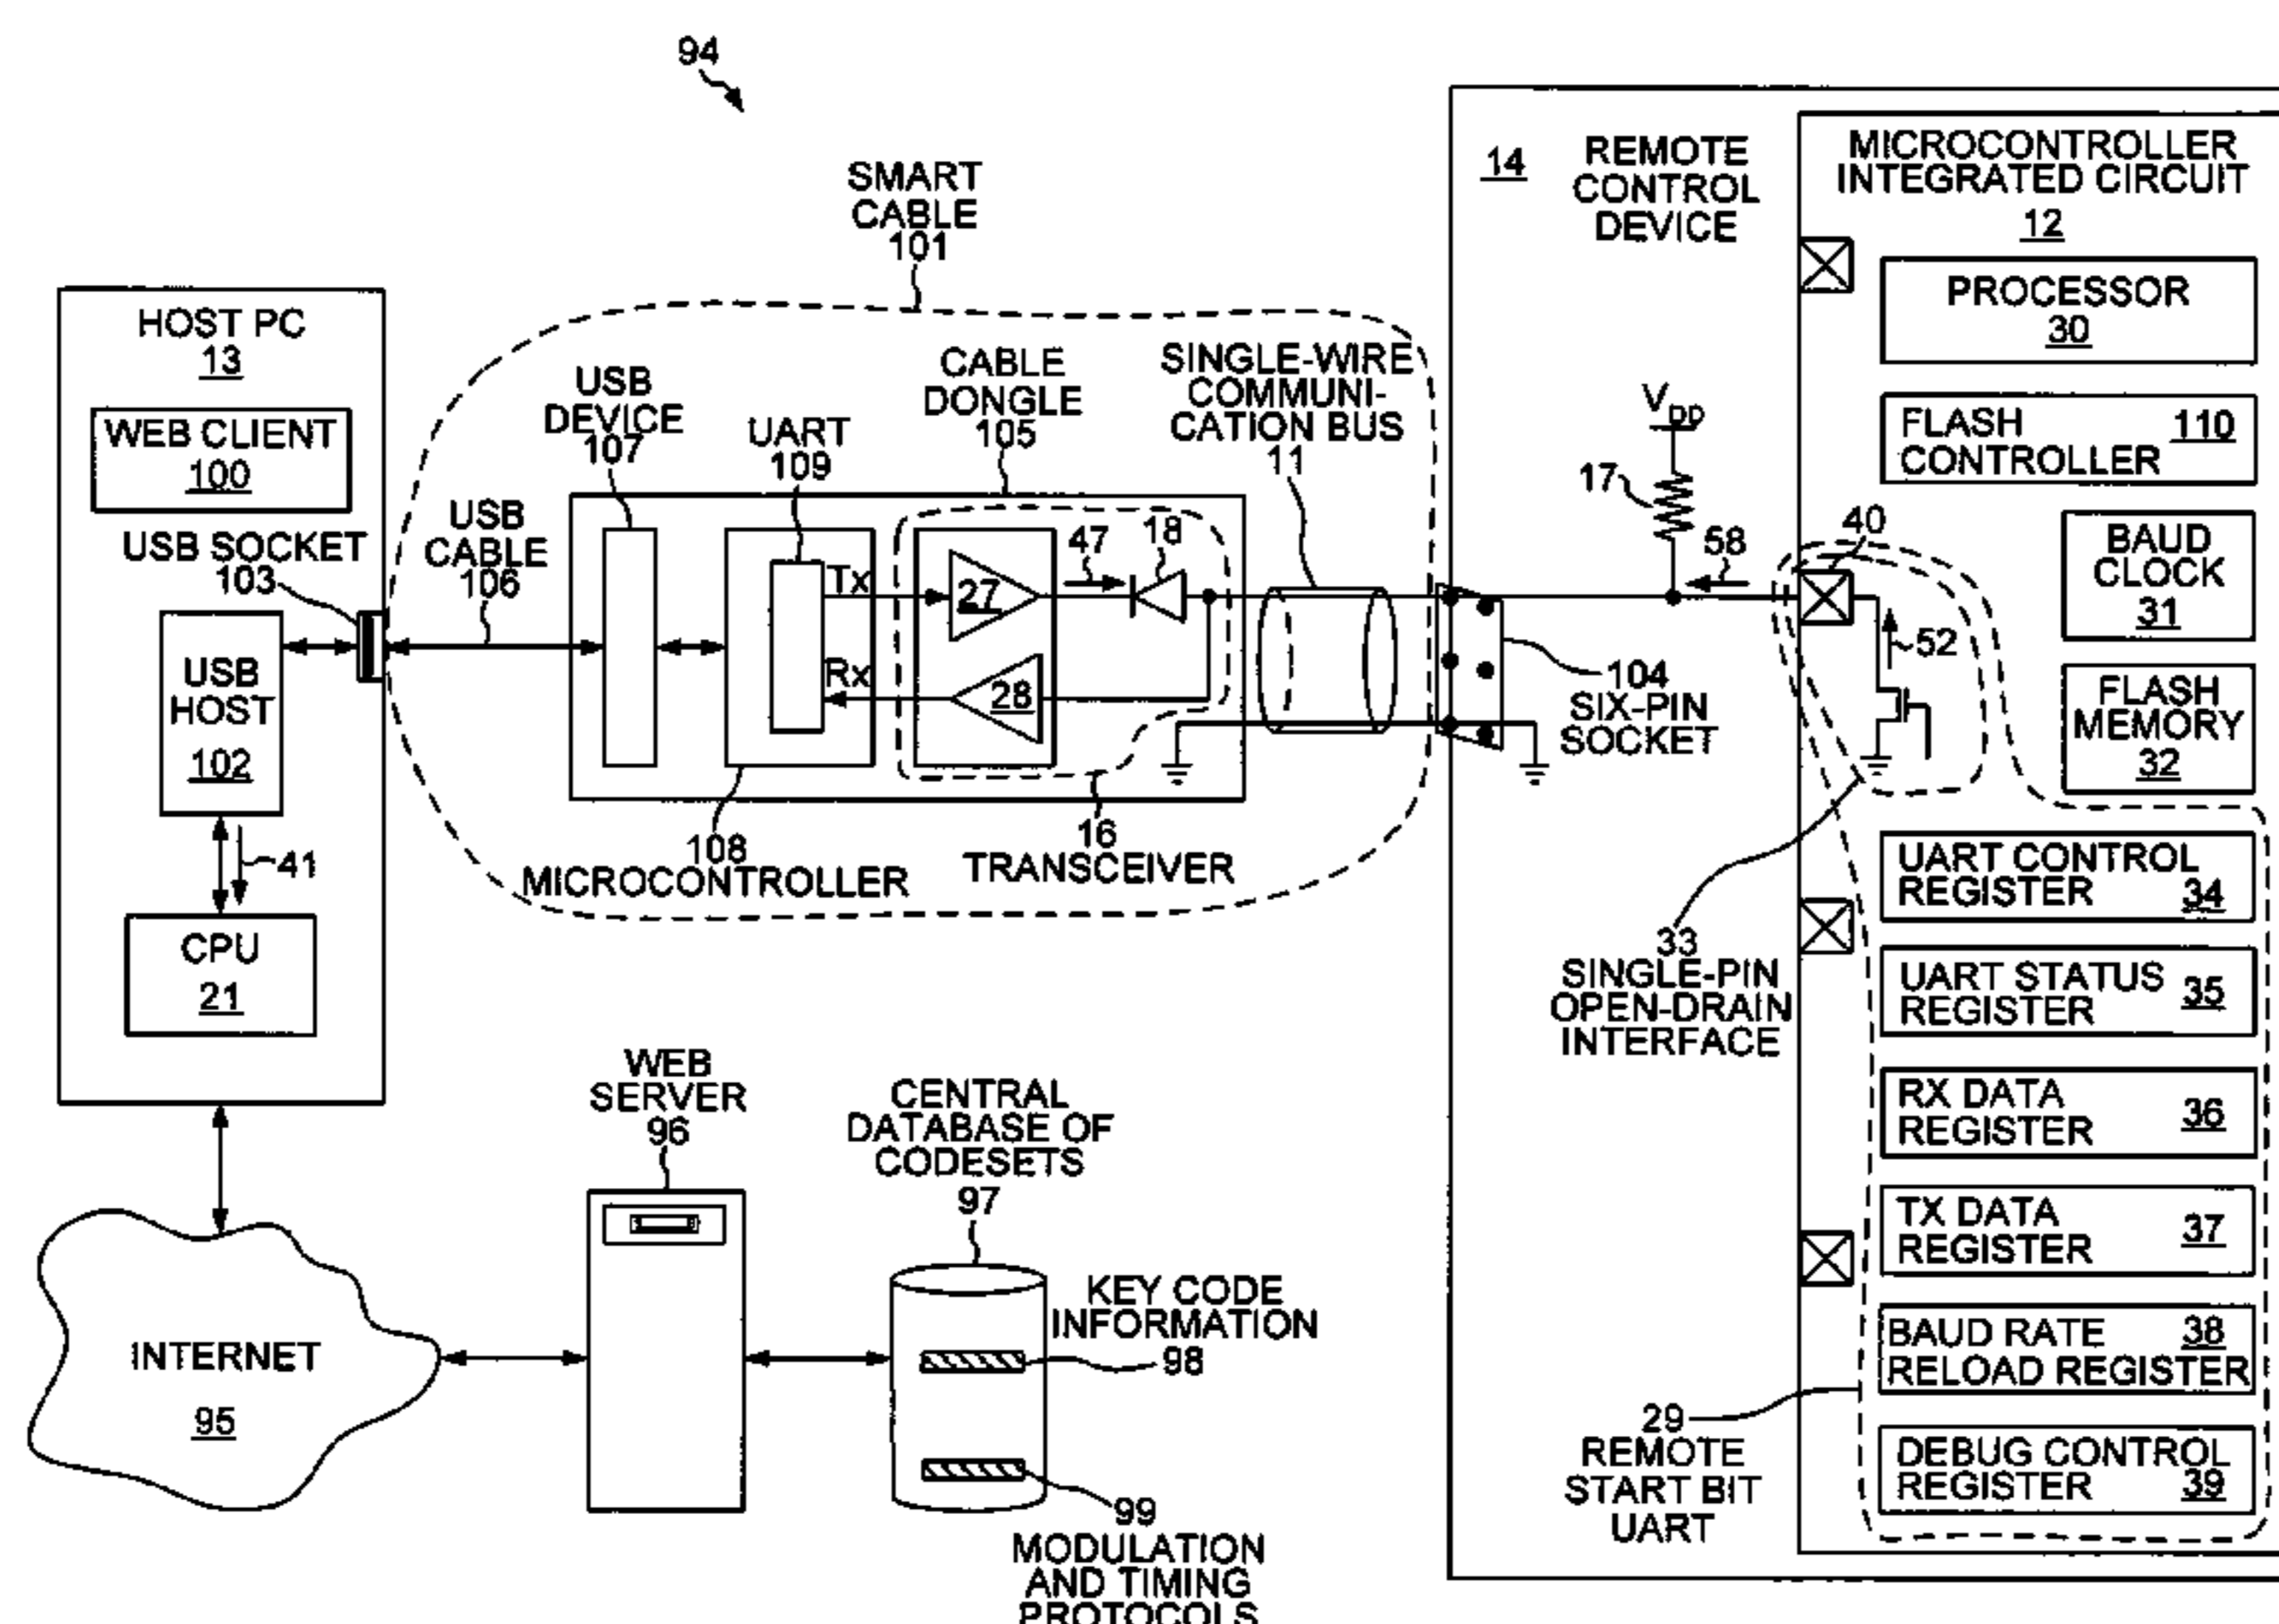 94
SMART
CABLE
101
HOST PC
13
WEB CLIENT
100
USB SOCKET
103
USB
HOST
102
41
CPU
21
USB
CABLE
106
USB
DEVICE
107
UART
109
CABLE
DONGLE
105
SINGLE-WIRE
COMMUNI-
CATION BUS
11
Tx
Rx
27
28
47
18
108
MICROCONTROLLER
16
TRANSCEIVER
14
REMOTE
CONTROL
DEVICE
VDD
17
58
40
52
104
SIX-PIN
SOCKET
33
SINGLE-PIN
OPEN-DRAIN
INTERFACE
29
REMOTE
START BIT
UART
MICROCONTROLLER
INTEGRATED CIRCUIT
12
PROCESSOR
30
FLASH 110
CONTROLLER
BAUD
CLOCK
31
FLASH
MEMORY
32
UART CONTROL
REGISTER 34
UART STATUS
REGISTER 35
RX DATA
REGISTER 36
TX DATA
REGISTER 37
BAUD RATE 38
RELOAD REGISTER
DEBUG CONTROL
REGISTER 39
INTERNET
95
WEB
SERVER
96
CENTRAL
DATABASE OF
CODESETS
97
KEY CODE
INFORMATION
98
99
MODULATION
AND TIMING
PROTOCOLS